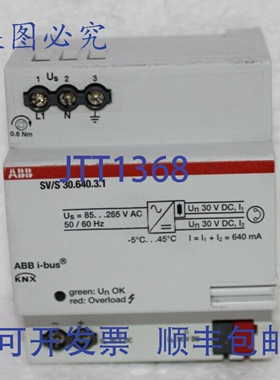 是图必究
1 Us 2 3
L1 N
0.6 Nm
ABB
JTT1368
SV/S 30.640.3.1
Us = 85...265 V AC
50 / 60 Hz
Un 30 V DC, I1
Un 30 V DC, I2
-5°C...45°C I = I1 + I2 = 640 mA
ABB i-bus®
KNX
green: Un OK
red: Overload
可开发票 顺丰包邮